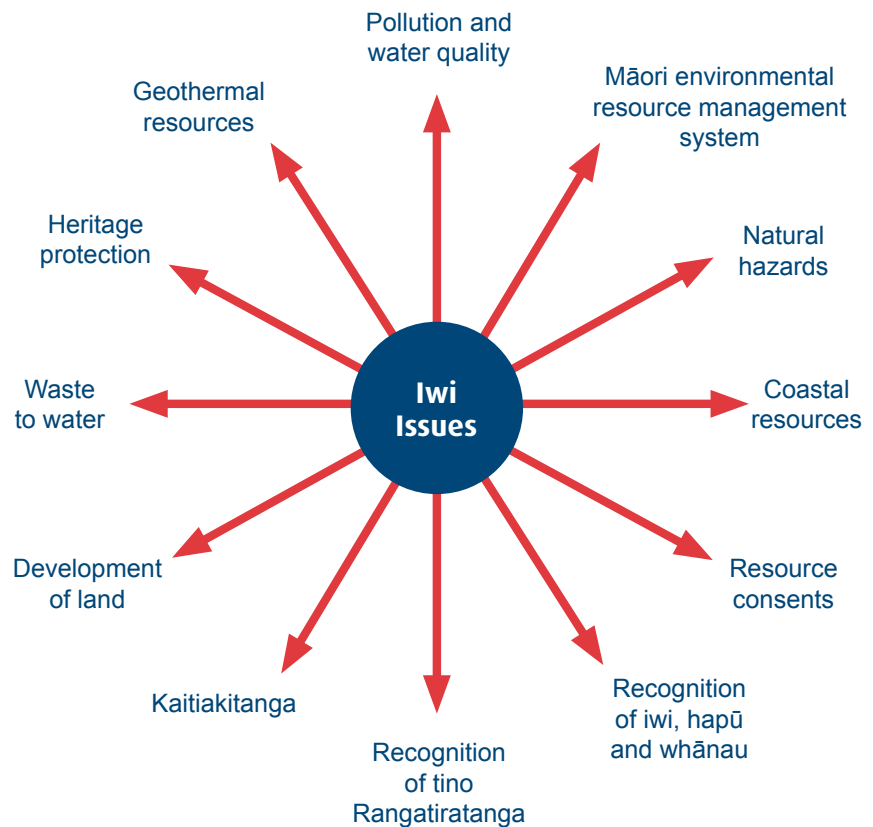 Pollution and
water quality
Māori environmental
resource management
system
Natural
hazards
Coastal
resources
Resource
consents
Recognition
of iwi, hapū
and whānau
Recognition
of tino
Rangatiratanga
Kaitiakitanga
Development
of land
Waste
to water
Heritage
protection
Geothermal
resources
Iwi
Issues